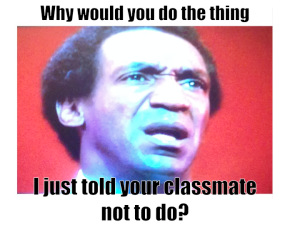 Why would you do the thing
I just told your classmate
not to do?